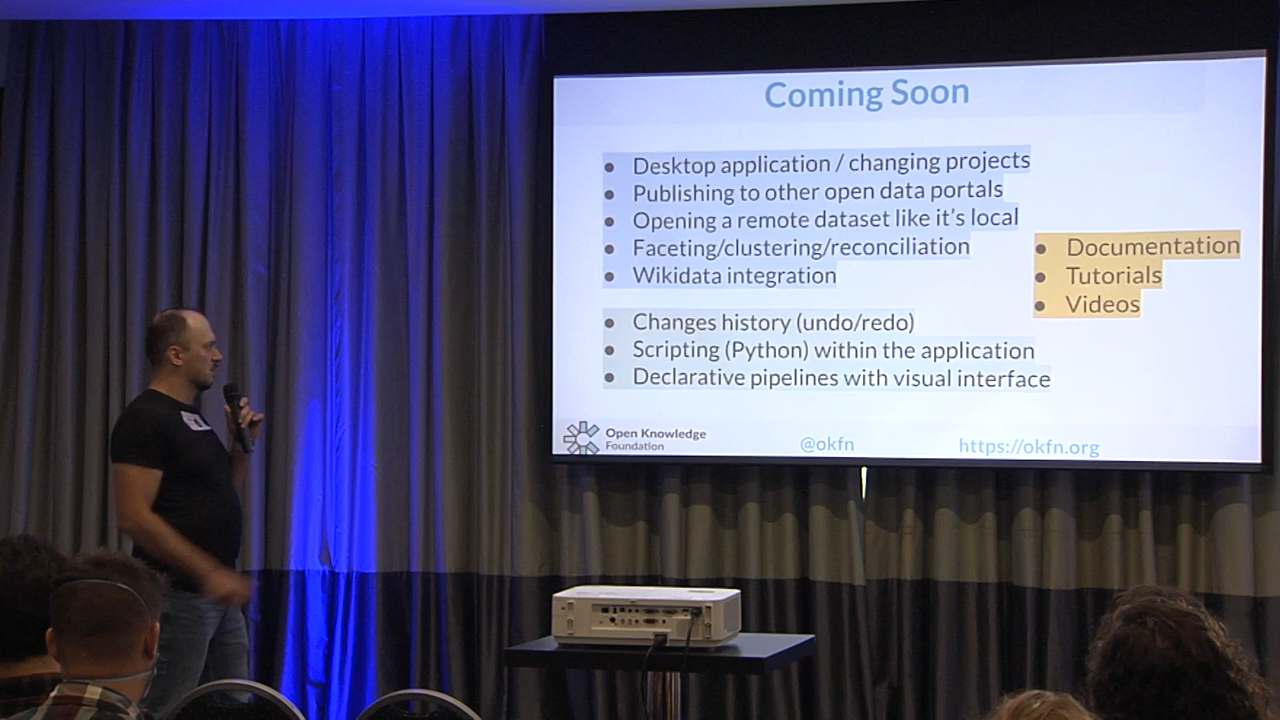 Coming Soon
● Desktop application / changing projects
● Publishing to other open data portals
● Opening a remote dataset like it's local
● Faceting/clustering/reconciliation
● Wikidata integration
● Documentation
● Tutorials
● Videos
● Changes history (undo/redo)
● Scripting (Python) within the application
● Declarative pipelines with visual interface
Open Knowledge
Foundation
@okfn
https://okfn.org